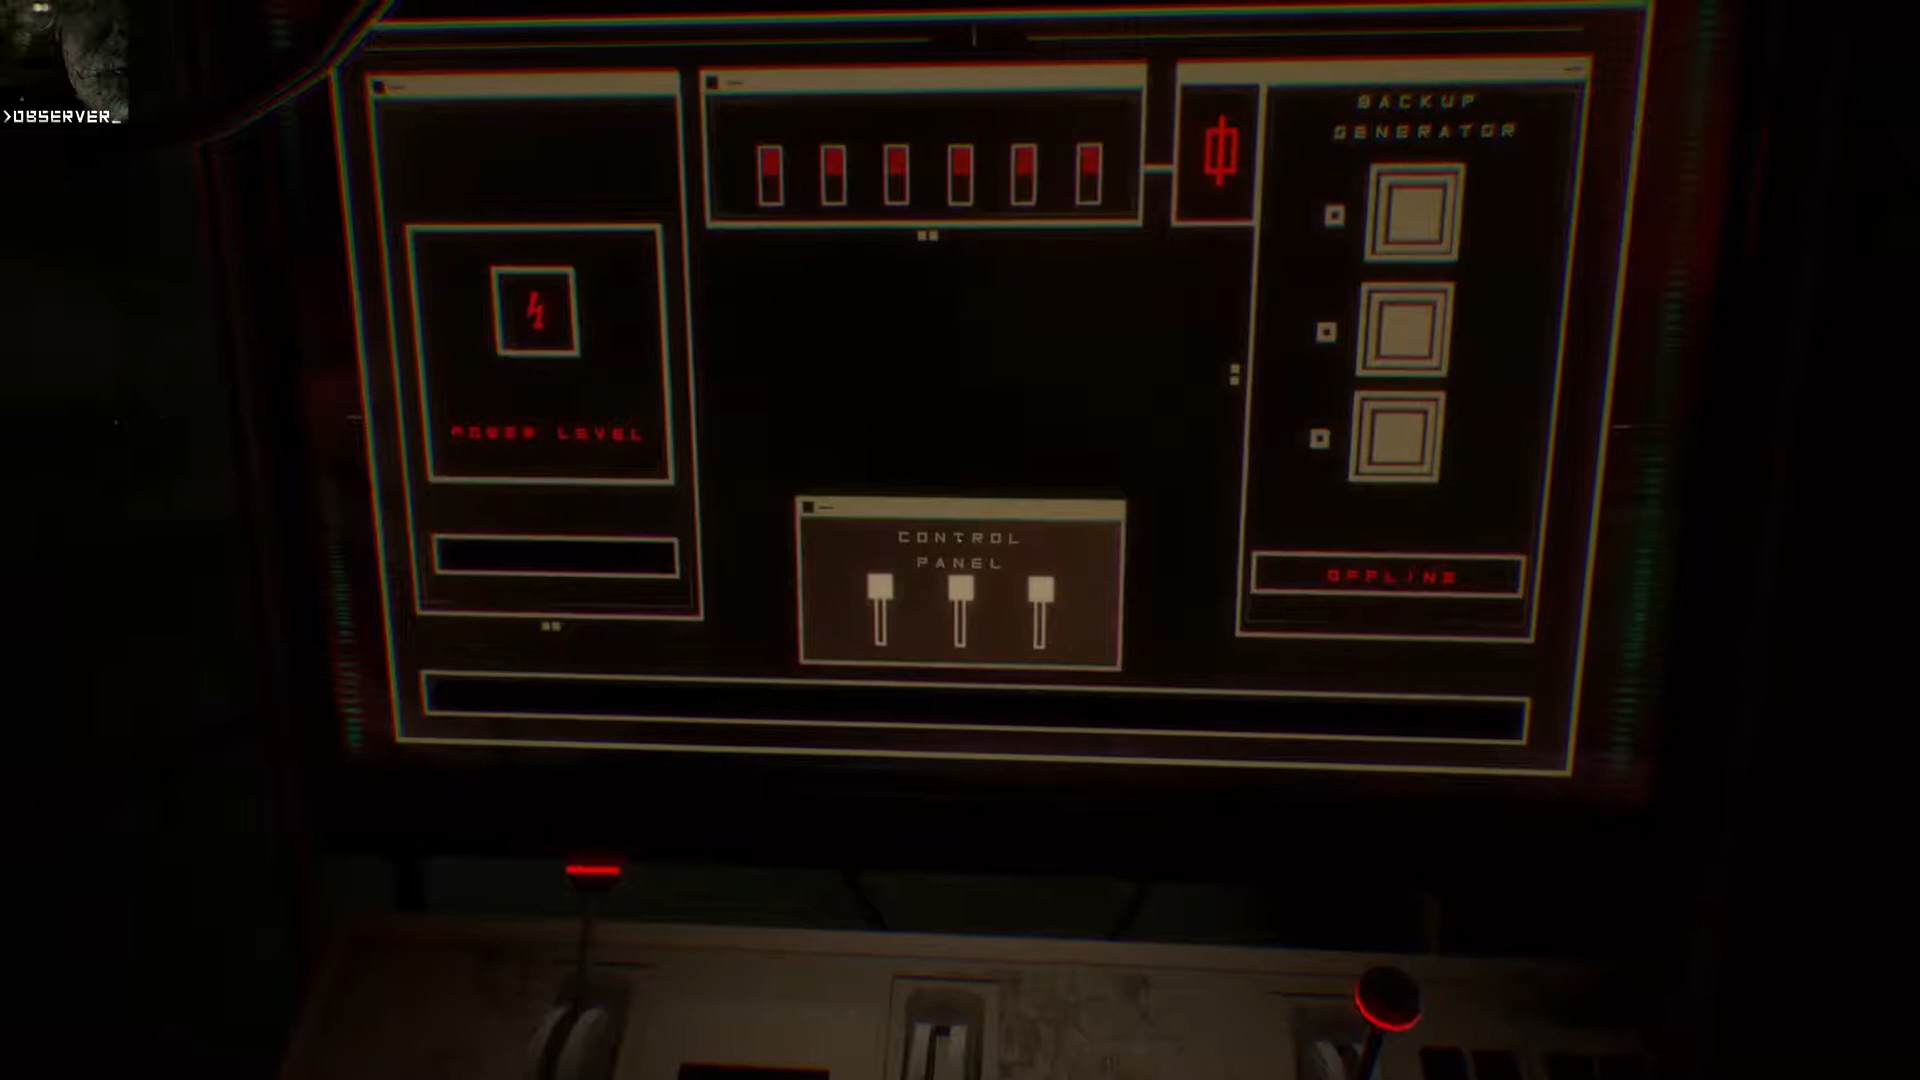 >OBSERVER_
BACKUP
GENERATOR
POWER LEVEL
CONTROL
PANEL
OFFLINE